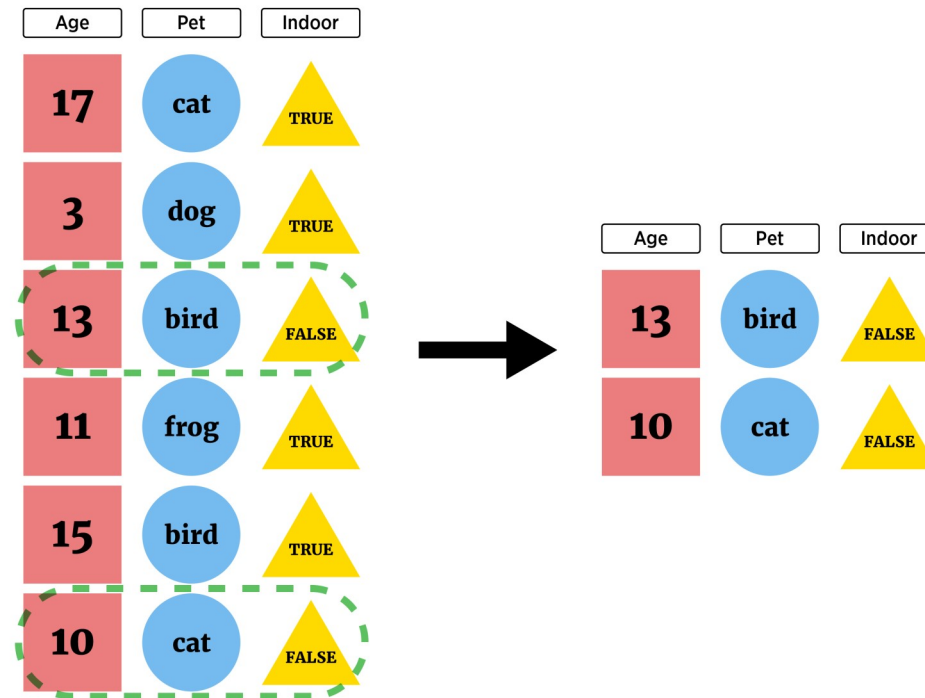 Age Pet Indoor
17 cat TRUE
3 dog TRUE
13 bird FALSE
11 frog TRUE
15 bird TRUE
10 cat FALSE
Age Pet Indoor
13 bird FALSE
10 cat FALSE